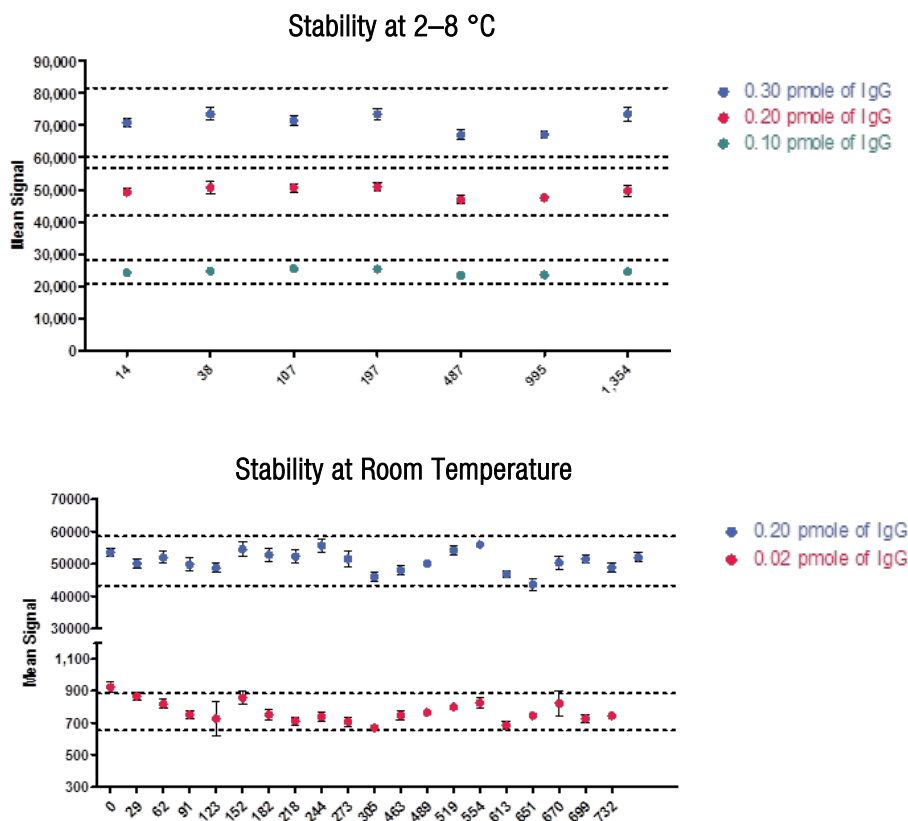 Stability at 2–8 °C
90,000
80,000
70,000
60,000
50,000
40,000
30,000
20,000
10,000
0
Mean Signal
14 38 107 197 487 995 1,354
0.30 pmole of IgG
0.20 pmole of IgG
0.10 pmole of IgG
Stability at Room Temperature
70000
60000
50000
40000
30000
1,100
900
700
500
300
Mean Signal
0 29 62 91 123 152 182 218 244 273 305 463 489 519 554 613 651 670 699 732
0.20 pmole of IgG
0.02 pmole of IgG